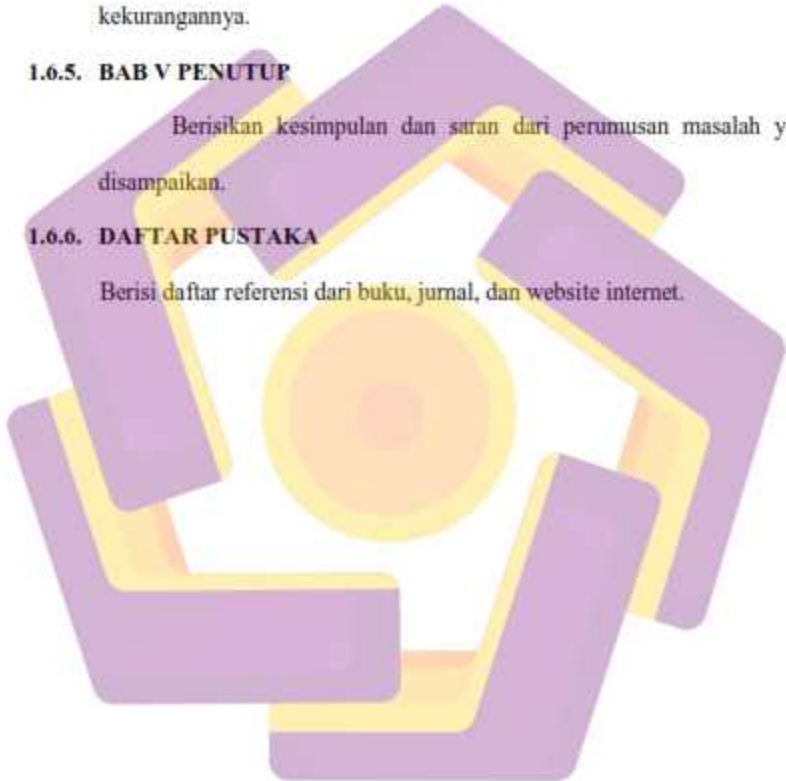 kekurangannya.
1.6.5. BAB V PENUTUP
Berisikan kesimpulan dan saran dari perumusan masalah y
disampaikan.
1.6.6. DAFTAR PUSTAKA
Berisi daftar referensi dari buku, jurnal, dan website internet.